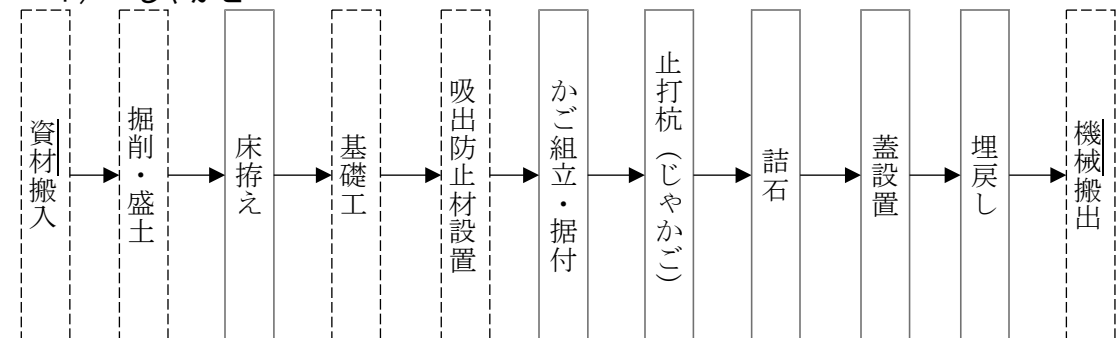 資材搬入
掘削・盛土
床拵え
基礎工
吸出防止材設置
かご組立・据付
止打杭（じゃかご）
詰石
蓋設置
埋戻し
機械搬出